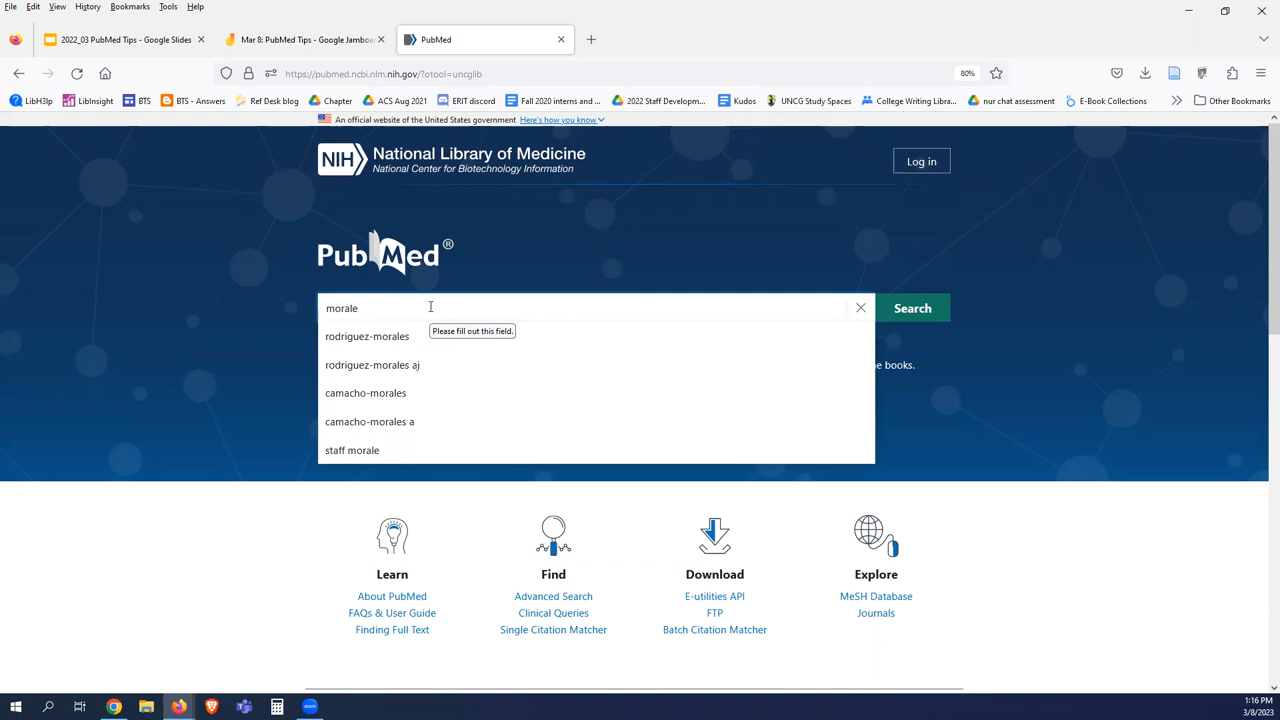 File Edit View History Bookmarks Tools Help
2022_03 PubMed Tips - Google Slides
Mar 8: PubMed Tips - Google Jamboa
PubMed
https://pubmed.ncbi.nlm.nih.gov/?otool=uncglib
80%
LibH3lp LibInsight BTS BTS - Answers Ref Desk blog Chapter ACS Aug 2021 ERIT discord Fall 2020 interns and ... 2022 Staff Developm... Kudos UNCG Study Spaces College Writing Libra... nur chat assessment E-Book Collections Other Bookmarks
An official website of the United States government Here's how you know
NIH National Library of Medicine
National Center for Biotechnology Information
Log in
PubMed®
morale
Search
Please fill out this field.
rodriguez-morales
rodriguez-morales aj
e books.
camacho-morales
camacho-morales a
staff morale
Learn
About PubMed
FAQs & User Guide
Finding Full Text
Find
Advanced Search
Clinical Queries
Single Citation Matcher
Download
E-utilities API
FTP
Batch Citation Matcher
Explore
MeSH Database
Journals
1:16 PM
3/8/2023